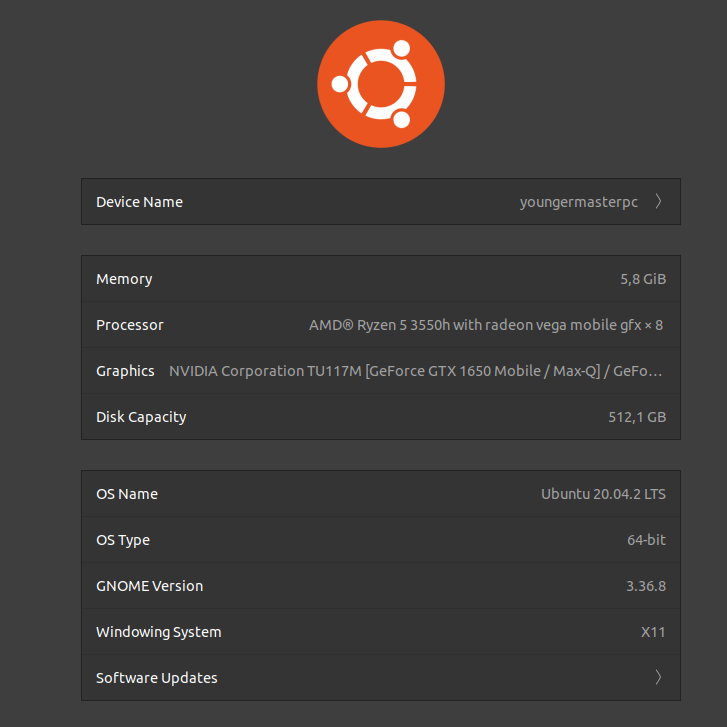 Device Name youngermasterpc
Memory 5,8 GiB
Processor AMD® Ryzen 5 3550h with radeon vega mobile gfx × 8
Graphics NVIDIA Corporation TU117M [GeForce GTX 1650 Mobile / Max-Q] / GeFo…
Disk Capacity 512,1 GB
OS Name Ubuntu 20.04.2 LTS
OS Type 64-bit
GNOME Version 3.36.8
Windowing System X11
Software Updates